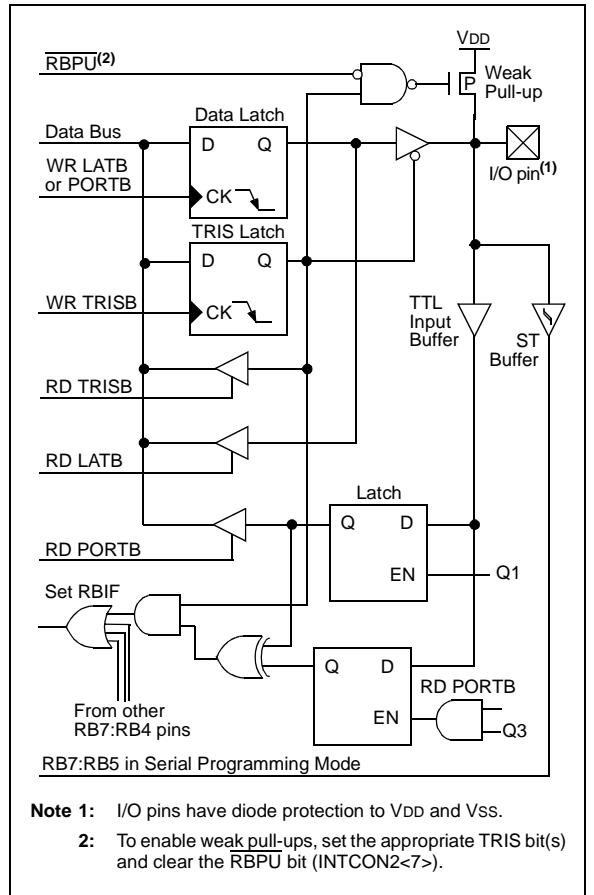 VDD
RBPU(2)
P
Weak
Pull-up
Data Latch
Data Bus
D Q
WR LATB
or PORTB
I/O pin(1)
CK
TRIS Latch
D Q
WR TRISB
CK
TTL
Input
Buffer
ST
Buffer
RD TRISB
RD LATB
Latch
Q D
RD PORTB
EN
Q1
Set RBIF
Q D
RD PORTB
EN
Q3
From other
RB7:RB4 pins
RB7:RB5 in Serial Programming Mode
Note 1: I/O pins have diode protection to VDD and VSS.
2: To enable weak pull-ups, set the appropriate TRIS bit(s)
and clear the RBPU bit (INTCON2<7>).